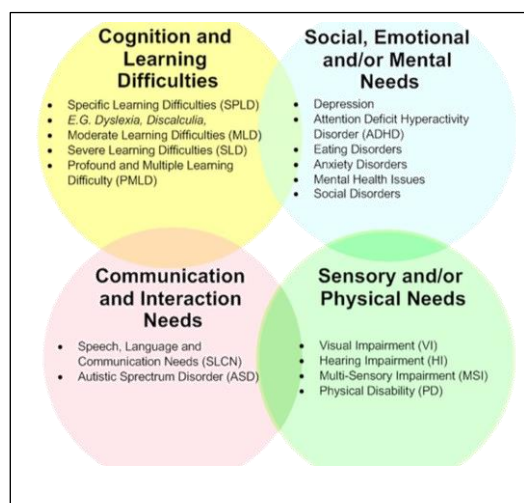 Cognition and
Learning
Difficulties
• Specific Learning Difficulties (SPLD)
• E.G. Dyslexia, Discalculia,
• Moderate Learning Difficulties (MLD)
• Severe Learning Difficulties (SLD)
• Profound and Multiple Learning
Difficulty (PMLD)
Social, Emotional
and/or Mental
Needs
• Depression
• Attention Deficit Hyperactivity
Disorder (ADHD)
• Eating Disorders
• Anxiety Disorders
• Mental Health Issues
• Social Disorders
Communication
and Interaction
Needs
• Speech, Language and
Communication Needs (SLCN)
• Autistic Sprectrum Disorder (ASD)
Sensory and/or
Physical Needs
• Visual Impairment (VI)
• Hearing Impairment (HI)
• Multi-Sensory Impairment (MSI)
• Physical Disability (PD)